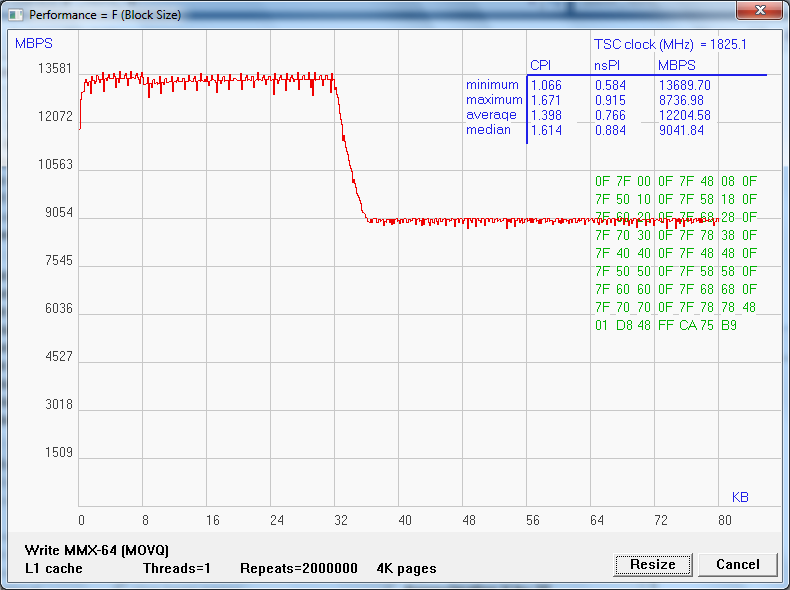 Performance = F (Block Size)
MBPS
TSC clock (MHz) = 1825.1
CPI nsPI MBPS
minimum 1.066 0.584 13689.70
maximum 1.671 0.915 8736.98
average 1.398 0.766 12204.58
median 1.614 0.884 9041.84
13581
12072
10563
9054
7545
6036
4527
3018
1509
0F 7F 00 0F 7F 48 08 0F
7F 50 10 0F 7F 58 18 0F
7F 60 20 0F 7F 68 28 0F
7F 70 30 0F 7F 78 38 0F
7F 40 40 0F 7F 48 48 0F
7F 50 50 0F 7F 58 58 0F
7F 60 60 0F 7F 68 68 0F
7F 70 70 0F 7F 78 78 48
01 D8 48 FF CA 75 B9
KB
0 8 16 24 32 40 48 56 64 72 80
Write MMX-64 (MOVQ)
L1 cache Threads=1 Repeats=2000000 4K pages
Resize Cancel